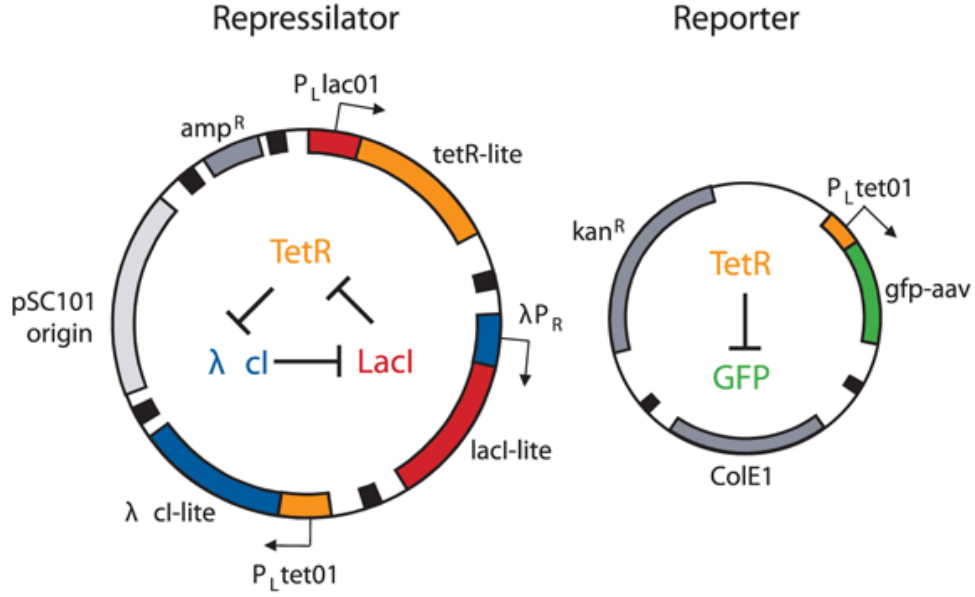 Repressilator
Reporter
PLlac01
ampR
tetR-lite
TetR
pSC101
origin
λPR
λ cI
LacI
lacI-lite
λ cI-lite
PLtet01
PLtet01
kanR
TetR
gfp-aav
GFP
ColE1